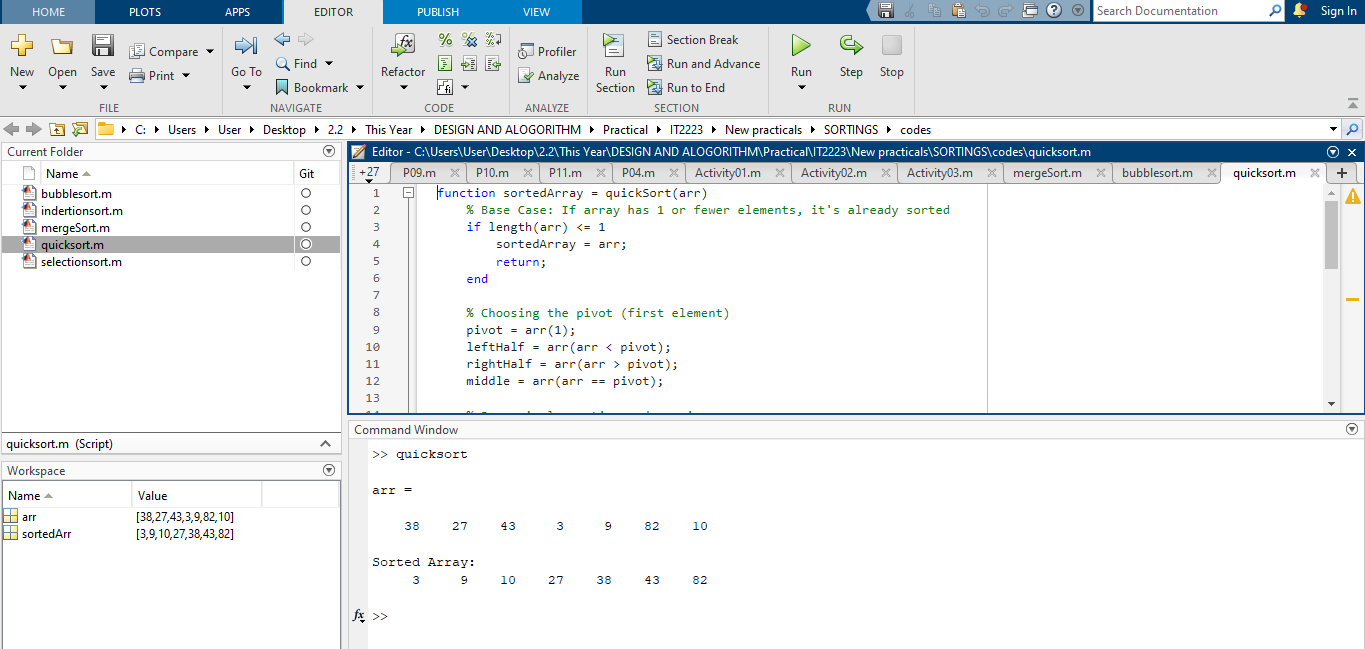 HOME PLOTS APPS EDITOR PUBLISH VIEW Search Documentation Sign In
New Open Save Compare Print Go To Find Bookmark Refactor Profiler Analyze Run Section Section Break Run and Advance Run to End Run Step Stop
FILE NAVIGATE CODE ANALYZE SECTION RUN
C: Users User Desktop 2.2 This Year DESIGN AND ALOGORITHM Practical IT2223 New practicals SORTINGS codes
Current Folder
Name Git
bubblesort.m
indertionsort.m
mergeSort.m
quicksort.m
selectionsort.m
quicksort.m (Script)
Workspace
Name Value
arr [38,27,43,3,9,82,10]
sortedArr [3,9,10,27,38,43,82]
Editor - C:\Users\User\Desktop\2.2\This Year\DESIGN AND ALOGORITHM\Practical\IT2223\New practicals\SORTINGS\codes\quicksort.m
+27 P09.m P10.m P11.m P04.m Activity01.m Activity02.m Activity03.m mergeSort.m bubblesort.m quicksort.m
1 function sortedArray = quickSort(arr)
2 % Base Case: If array has 1 or fewer elements, it's already sorted
3 if length(arr) <= 1
4 sortedArray = arr;
5 return;
6 end
7
8 % Choosing the pivot (first element)
9 pivot = arr(1);
10 leftHalf = arr(arr < pivot);
11 rightHalf = arr(arr > pivot);
12 middle = arr(arr == pivot);
13
Command Window
>> quicksort
arr =
38 27 43 3 9 82 10
Sorted Array:
3 9 10 27 38 43 82
fx >>